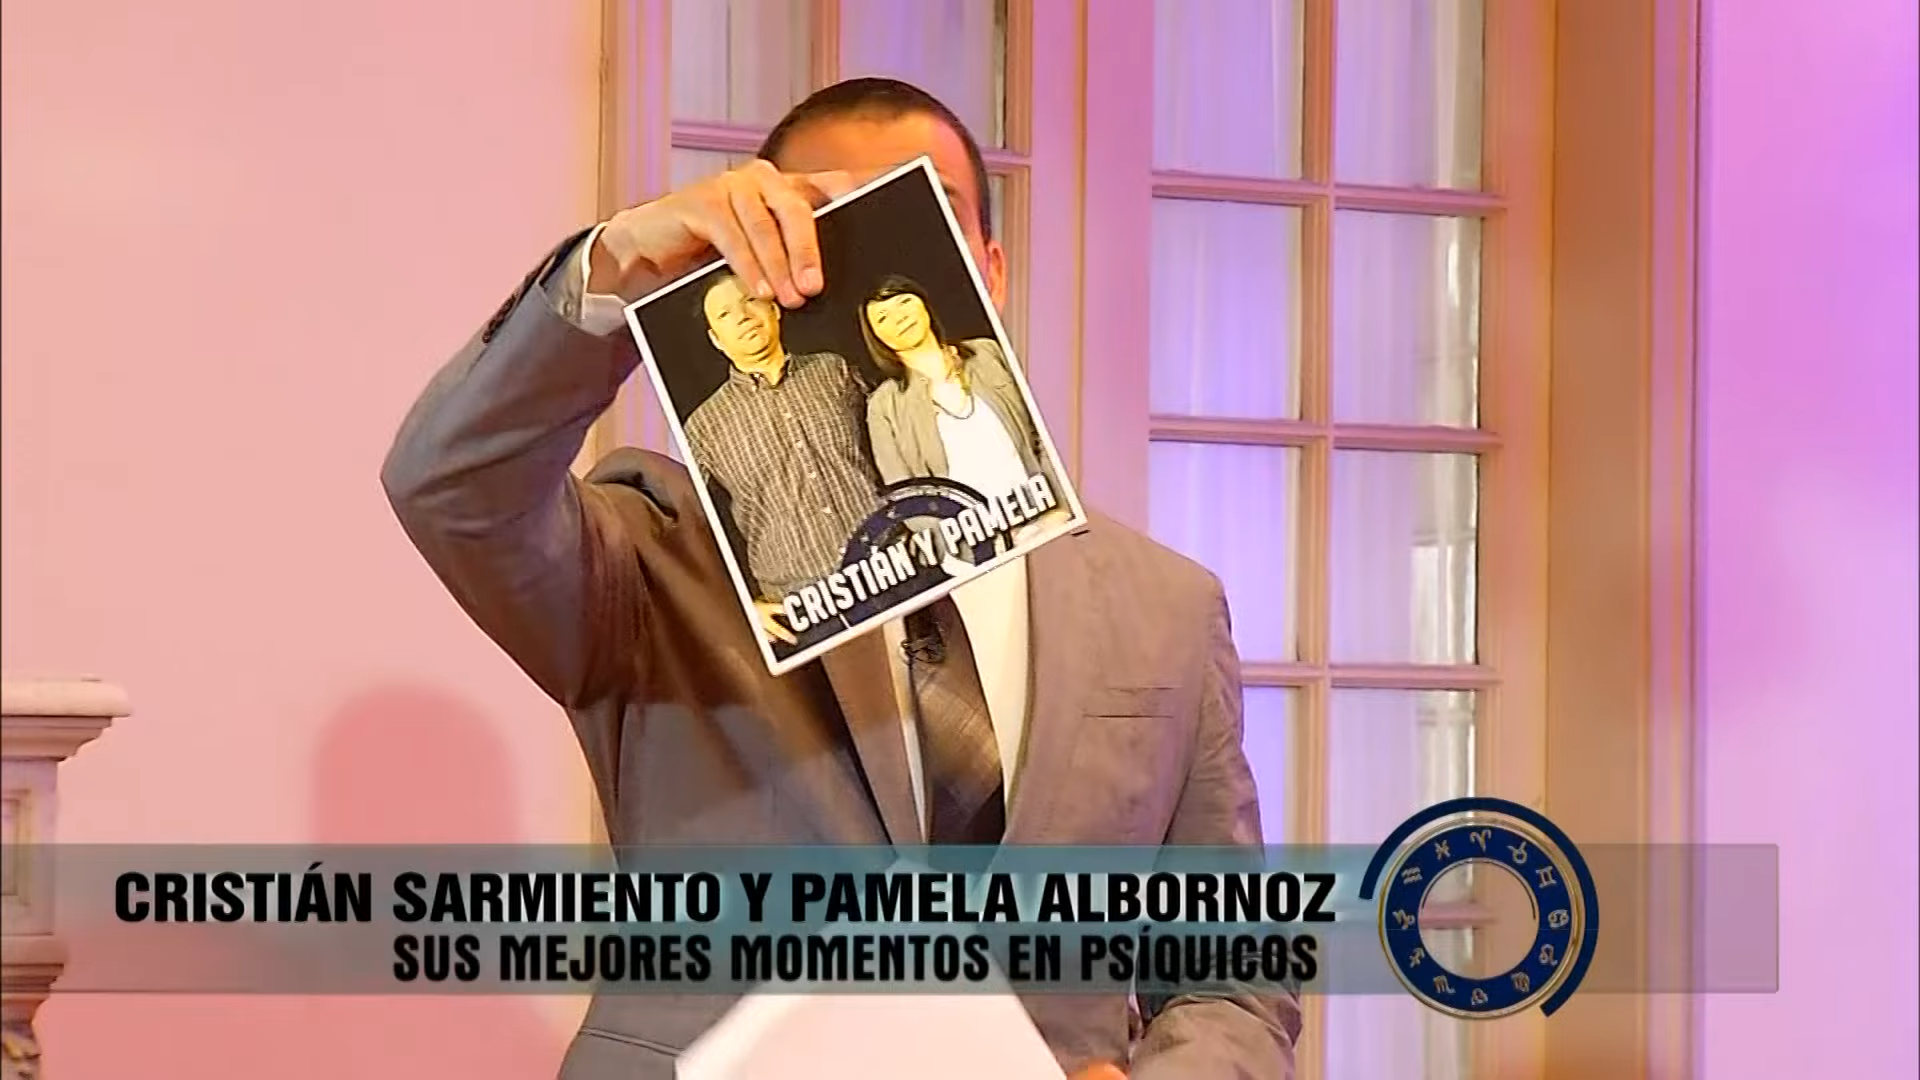 CRISTIÁN Y PAMELA
CRISTIÁN SARMIENTO Y PAMELA ALBORNOZ
SUS MEJORES MOMENTOS EN PSÍQUICOS